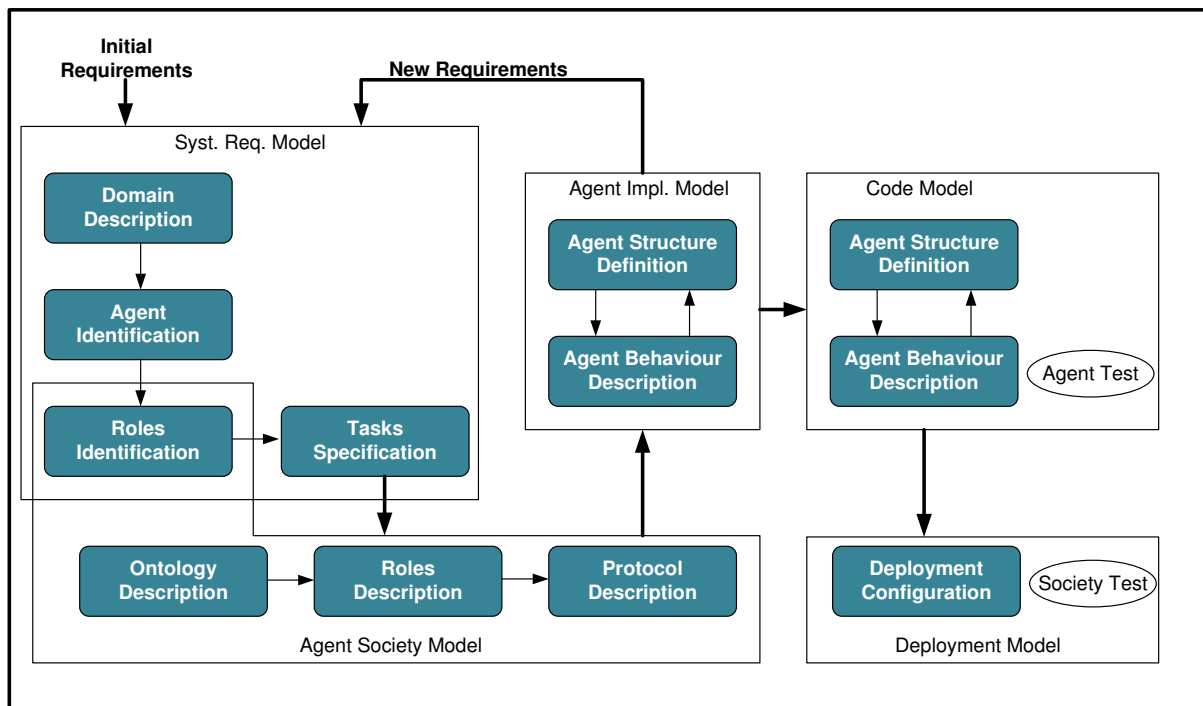 Initial
Requirements
New Requirements
Syst. Req. Model
Domain
Description
Agent
Identification
Roles
Identification
Tasks
Specification
Ontology
Description
Roles
Description
Protocol
Description
Agent Society Model
Agent Impl. Model
Agent Structure
Definition
Agent Behaviour
Description
Code Model
Agent Structure
Definition
Agent Behaviour
Description
Agent Test
Deployment
Configuration
Society Test
Deployment Model